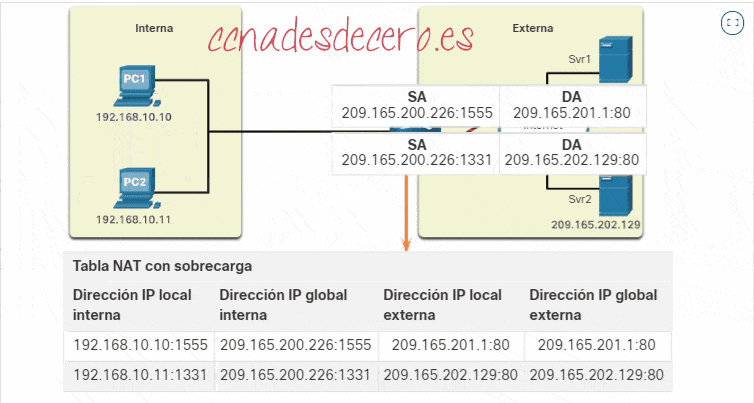 Interna
ccnadesdecero.es
Externa
Svr1
PC1
SA
DA
192.168.10.10
209.165.200.226:1555
209.165.201.1:80
SA
DA
209.165.200.226:1331
209.165.202.129:80
PC2
Svr2
192.168.10.11
209.165.202.129
Tabla NAT con sobrecarga
Dirección IP local interna
Dirección IP global interna
Dirección IP local externa
Dirección IP global externa
192.168.10.10:1555
209.165.200.226:1555
209.165.201.1:80
209.165.201.1:80
192.168.10.11:1331
209.165.200.226:1331
209.165.202.129:80
209.165.202.129:80